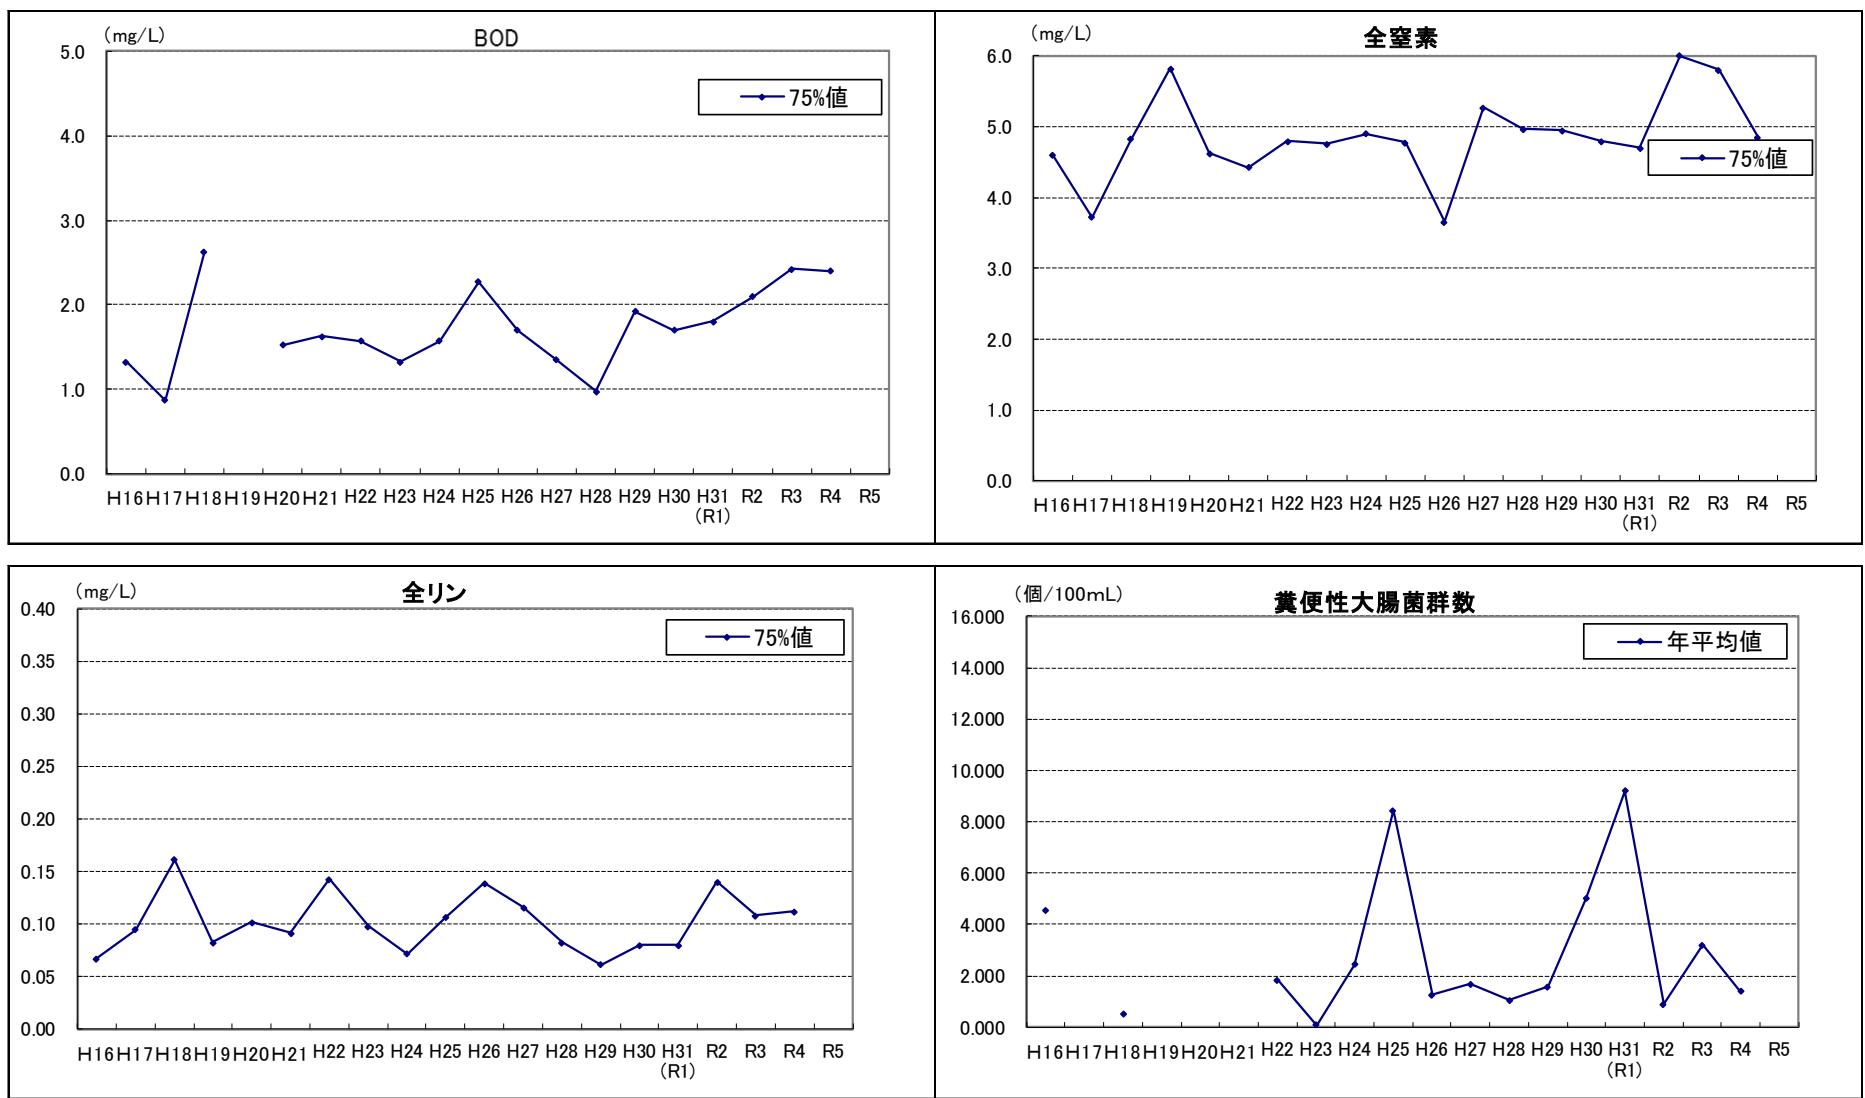 (mg/L)
BOD
75%値
5.0
4.0
3.0
2.0
1.0
0.0
H16 H17 H18 H19 H20 H21 H22 H23 H24 H25 H26 H27 H28 H29 H30 H31 R2 R3 R4 R5
(R1)
(mg/L)
全窒素
75%値
6.0
5.0
4.0
3.0
2.0
1.0
0.0
H16 H17 H18 H19 H20 H21 H22 H23 H24 H25 H26 H27 H28 H29 H30 H31 R2 R3 R4 R5
(R1)
(mg/L)
全リン
75%値
0.40
0.35
0.30
0.25
0.20
0.15
0.10
0.05
0.00
H16 H17 H18 H19 H20 H21 H22 H23 H24 H25 H26 H27 H28 H29 H30 H31 R2 R3 R4 R5
(R1)
(個/100mL)
糞便性大腸菌群数
年平均値
16.000
14.000
12.000
10.000
8.000
6.000
4.000
2.000
0.000
H16 H17 H18 H19 H20 H21 H22 H23 H24 H25 H26 H27 H28 H29 H30 H31 R2 R3 R4 R5
(R1)